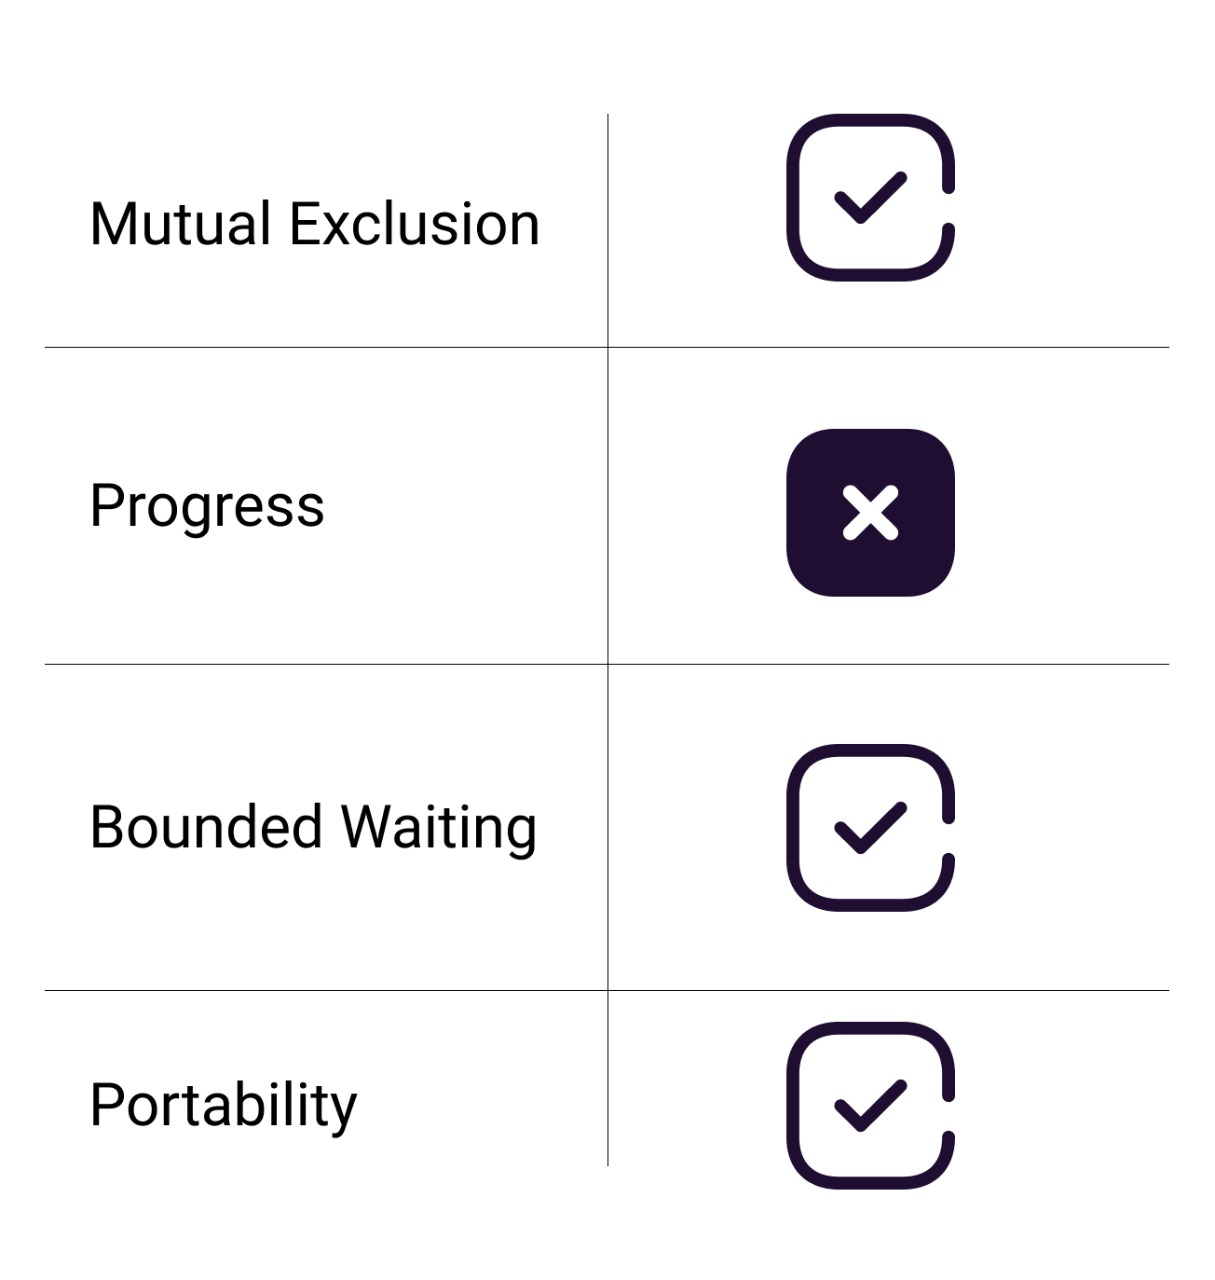 Mutual Exclusion
Progress
Bounded Waiting
Portability